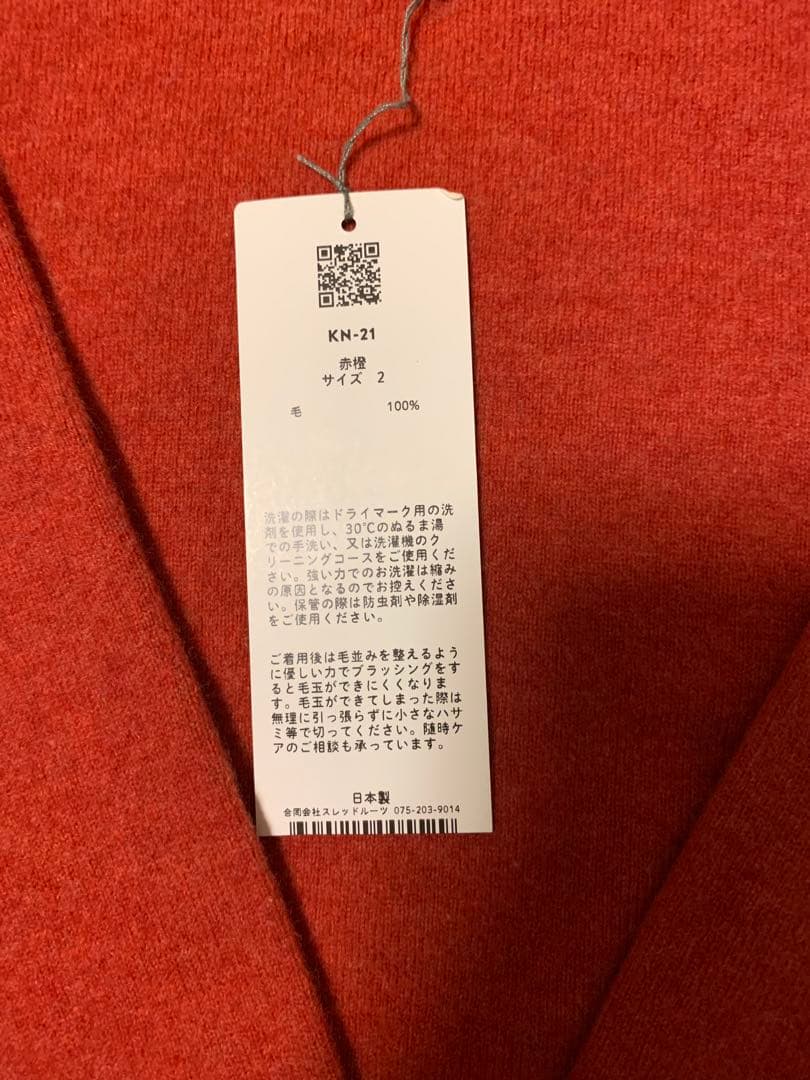 KN-21
赤橙
サイズ 2
毛 100%
洗濯の際はドライマーク用の洗
剤を使用し、30℃のぬるま湯
での手洗い、又は洗濯機のク
リーニングコースをご使用くだ
さい。強い力でのお洗濯は縮み
の原因となるのでお控えくださ
い。保管の際は防虫剤や除湿剤
をご使用ください。
ご着用後は毛並みを整えるよう
に優しい力でブラッシングをす
ると毛玉ができにくくなりま
す。毛玉ができてしまった際は
無理に引っ張らずに小さなハサ
ミ等で切ってください。随時ケ
アのご相談も承っています。
日本製
合同会社スレッドルーツ 075-203-9014